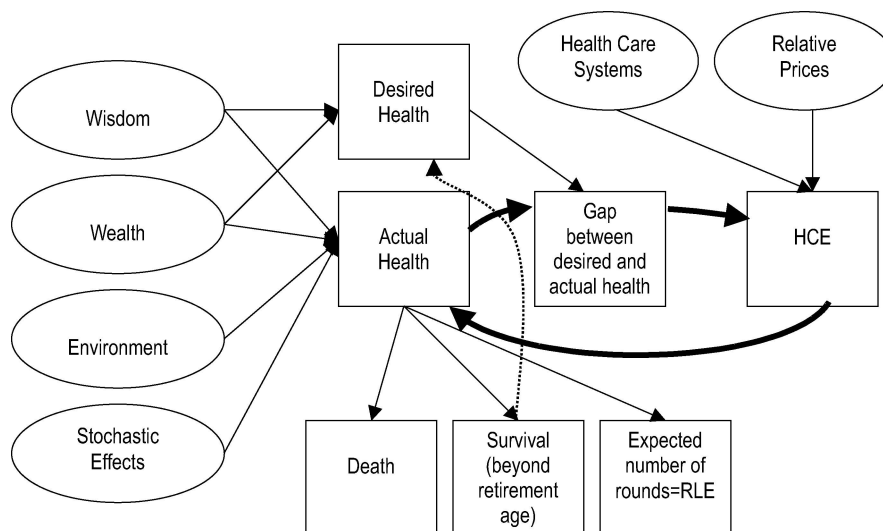 Health Care
Systems
Relative
Prices
Desired
Health
Wisdom
Wealth
Actual
Health
Gap
between
desired and
actual health
HCE
Environment
Stochastic
Effects
Death
Survival
(beyond
retirement
age)
Expected
number of
rounds=RLE